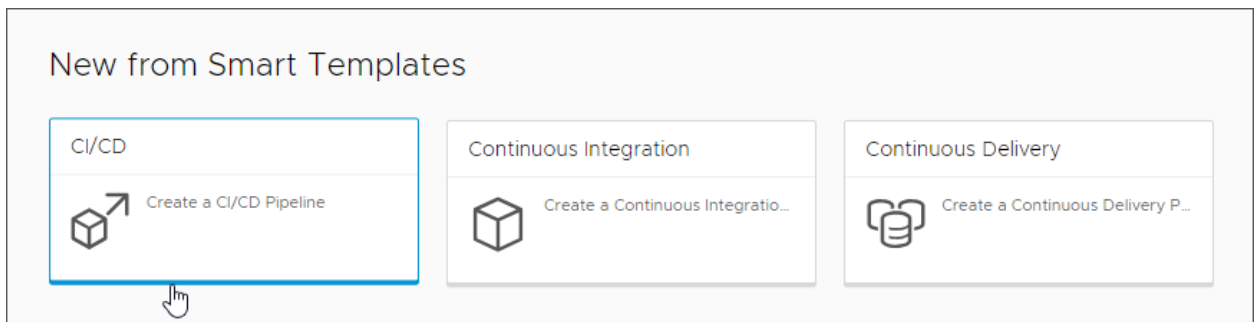 New from Smart Templates
CI/CD
Create a CI/CD Pipeline
Continuous Integration
Create a Continuous Integratio...
Continuous Delivery
Create a Continuous Delivery P...